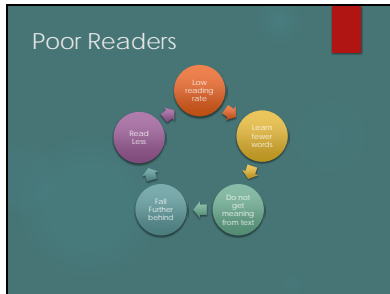 Poor Readers
Low
reading
rate
Learn
fewer
words
Do not
get
meaning
from text
Fall
Further
behind
Read
Less